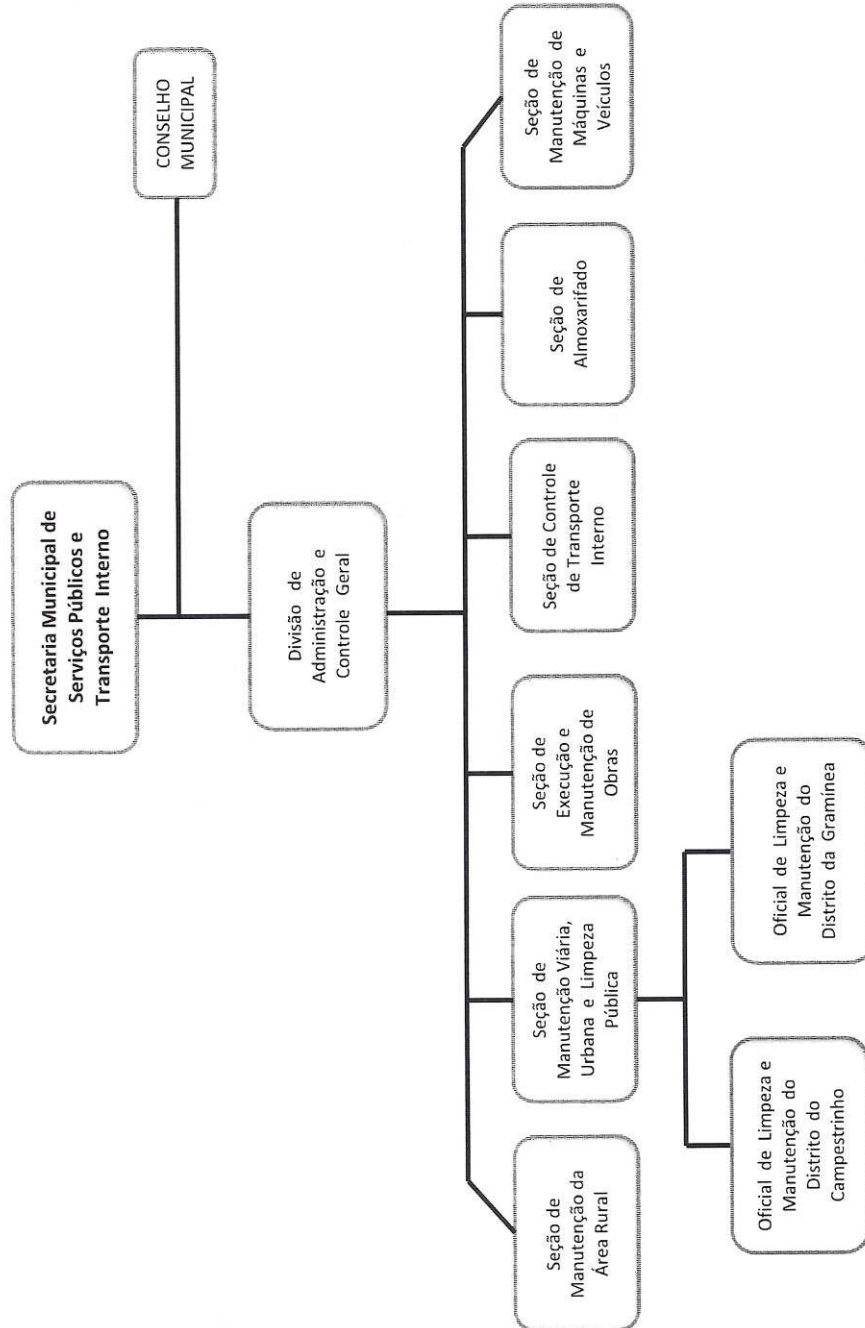 Secretaria Municipal de
Serviços Públicos e
Transporte Interno
CONSELHO
MUNICIPAL
Divisão de
Administração e
Controle Geral
Seção de
Manutenção da
Área Rural
Seção de
Manutenção Viária,
Urbana e Limpeza
Pública
Seção de
Execução e
Manutenção de
Obras
Seção de Controle
de Transporte
Interno
Seção de
Almoxarifado
Seção de
Manutenção de
Máquinas e
Veículos
Oficial de Limpeza e
Manutenção do
Distrito do
Campestrinho
Oficial de Limpeza e
Manutenção do
Distrito da Gramínea